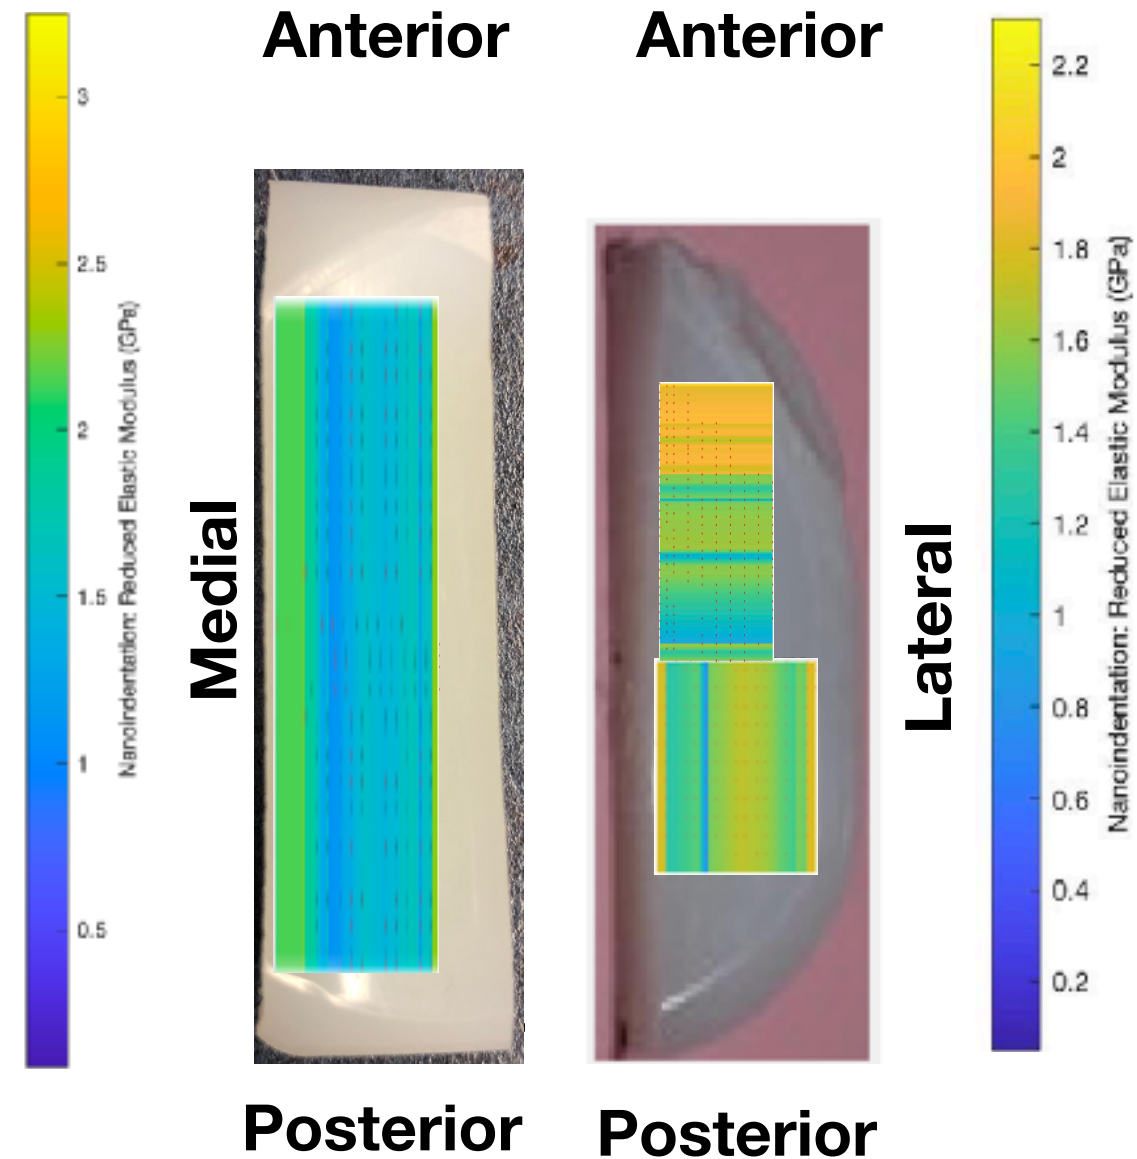 Anterior
Anterior
3
2.5
2
1.5
1
0.5
Nanoindentation: Reduced Elastic Modulus (GPa)
Medial
Lateral
2.2
2
1.8
1.6
1.4
1.2
1
0.8
0.6
0.4
0.2
Nanoindentation: Reduced Elastic Modulus (GPa)
Posterior
Posterior